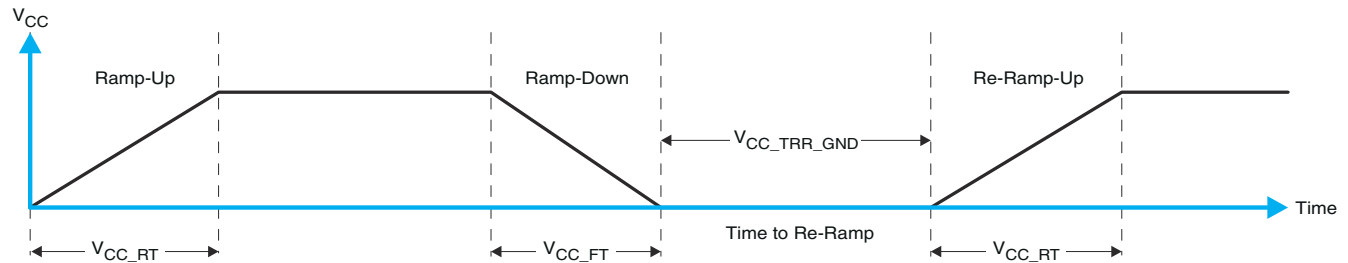 VCC
Ramp-Up
Ramp-Down
Re-Ramp-Up
VCC_TRR_GND
Time
Time to Re-Ramp
VCC_RT
VCC_FT
VCC_RT